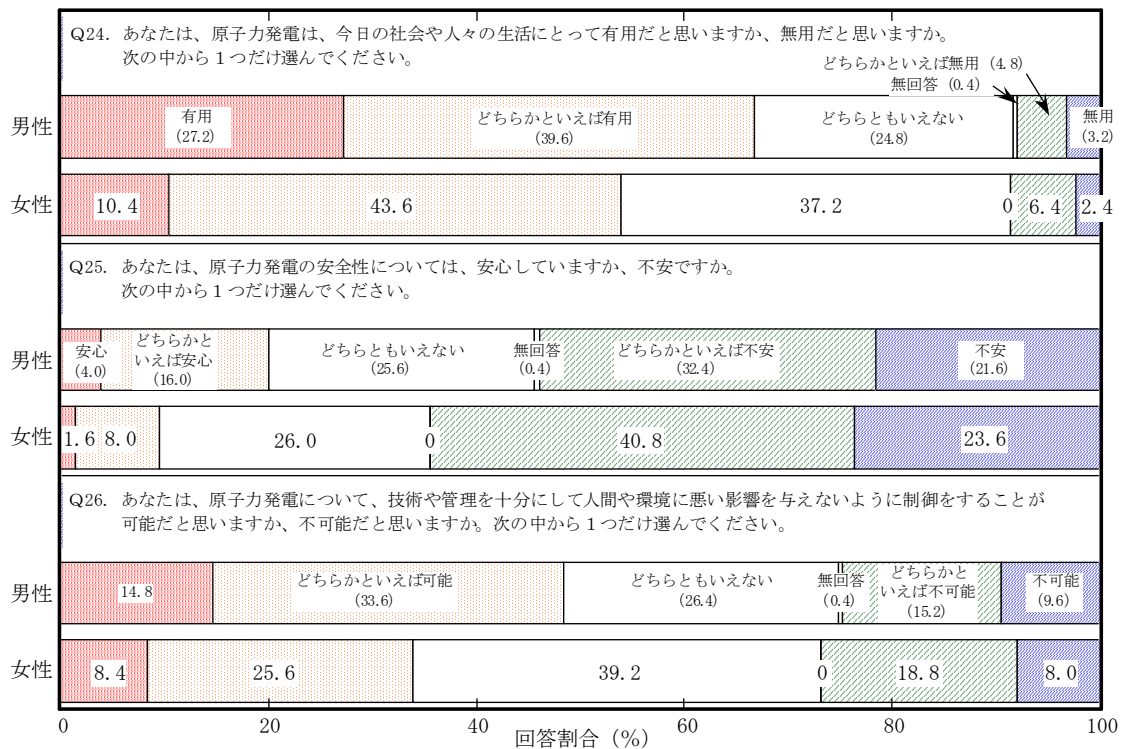 Q24. あなたは、原子力発電は、今日の社会や人々の生活にとって有用だと思いますか、無用だと思いますか。
次の中から１つだけ選んでください。
どちらかといえば無用 (4.8)
無回答 (0.4)
男性
有用
(27.2)
どちらかといえば有用
(39.6)
どちらともいえない
(24.8)
無用
(3.2)
女性
10.4
43.6
37.2
0
6.4
2.4
Q25. あなたは、原子力発電の安全性については、安心していますか、不安ですか。
次の中から１つだけ選んでください。
男性
安心
(4.0)
どちらかと
いえば安心
(16.0)
どちらともいえない
(25.6)
無回答
(0.4)
どちらかといえば不安
(32.4)
不安
(21.6)
女性
1.6
8.0
26.0
0
40.8
23.6
Q26. あなたは、原子力発電について、技術や管理を十分にして人間や環境に悪い影響を与えないように制御をすることが
可能だと思いますか、不可能だと思いますか。次の中から１つだけ選んでください。
男性
14.8
どちらかといえば可能
(33.6)
どちらともいえない
(26.4)
無回答
(0.4)
どちらかと
いえば不可能
(15.2)
不可能
(9.6)
女性
8.4
25.6
39.2
0
18.8
8.0
0
20
40
60
80
100
回答割合（%）